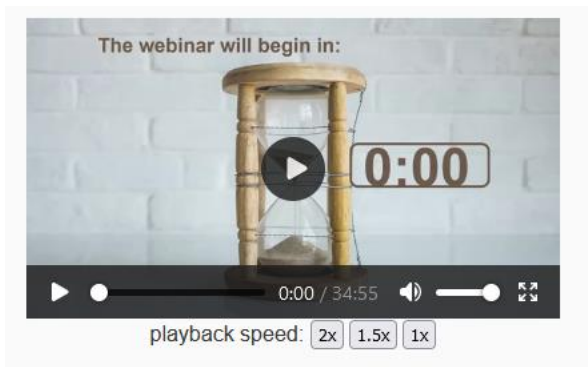 The webinar will begin in:
0:00
0:00 / 34:55
playback speed: 2x 1.5x 1x